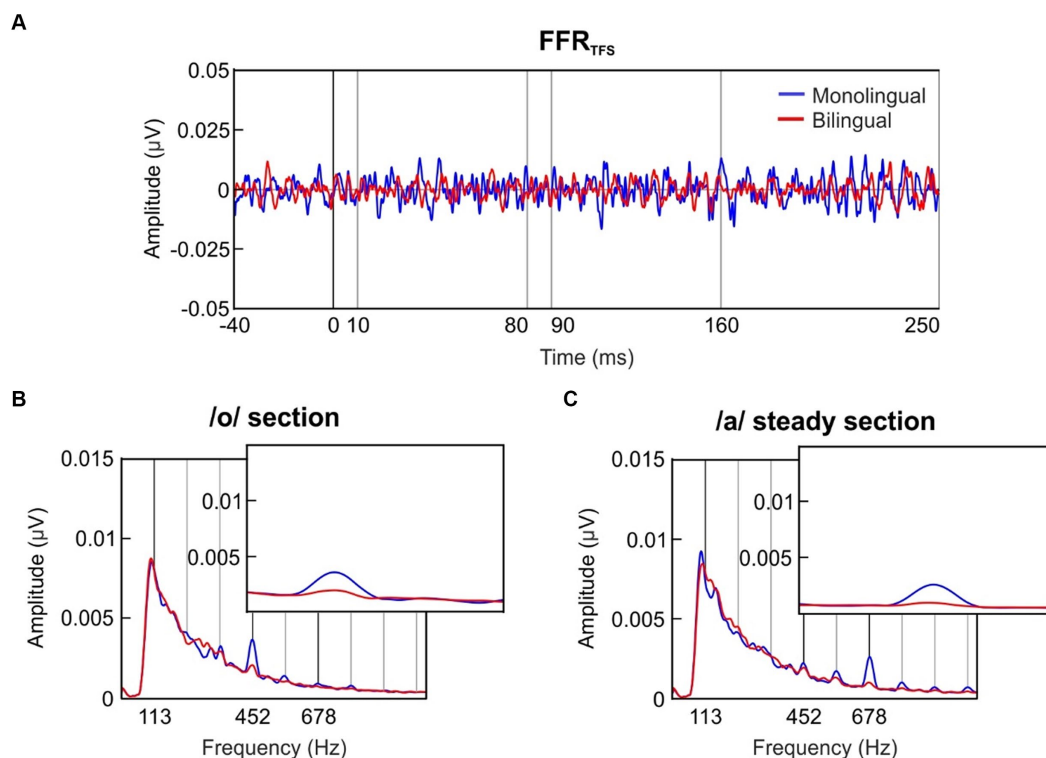 A
FFRTFS
0.05
0.025
0
-0.025
-0.05
Amplitude (μV)
Monolingual
Bilingual
-40 0 10 80 90 160 250
Time (ms)
B
/o/ section
0.015
0.01
0.005
0
Amplitude (μV)
0.01
0.005
113 452 678
Frequency (Hz)
C
/a/ steady section
0.015
0.01
0.005
0
Amplitude (μV)
0.01
0.005
113 452 678
Frequency (Hz)